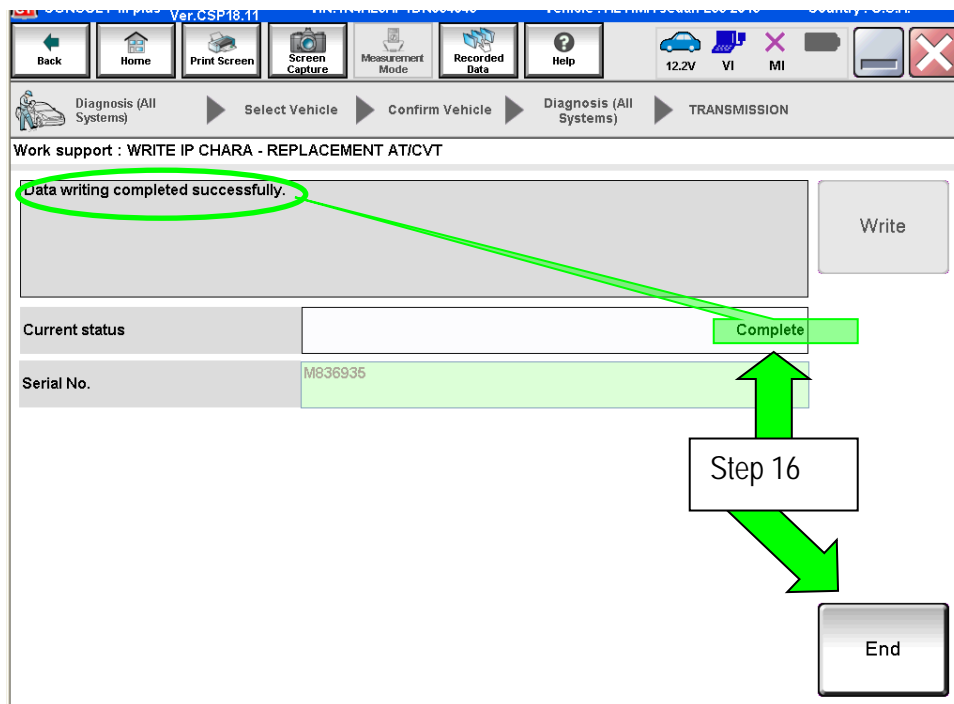 Ver.CSP18.11
Back
Home
Print Screen
Screen
Capture
Measurement
Mode
Recorded
Data
Help
12.2V
VI
MI
Diagnosis (All
Systems)
Select Vehicle
Confirm Vehicle
Diagnosis (All
Systems)
TRANSMISSION
Work support : WRITE IP CHARA - REPLACEMENT AT/CVT
Data writing completed successfully.
Write
Current status
Complete
Serial No.
M836935
Step 16
End